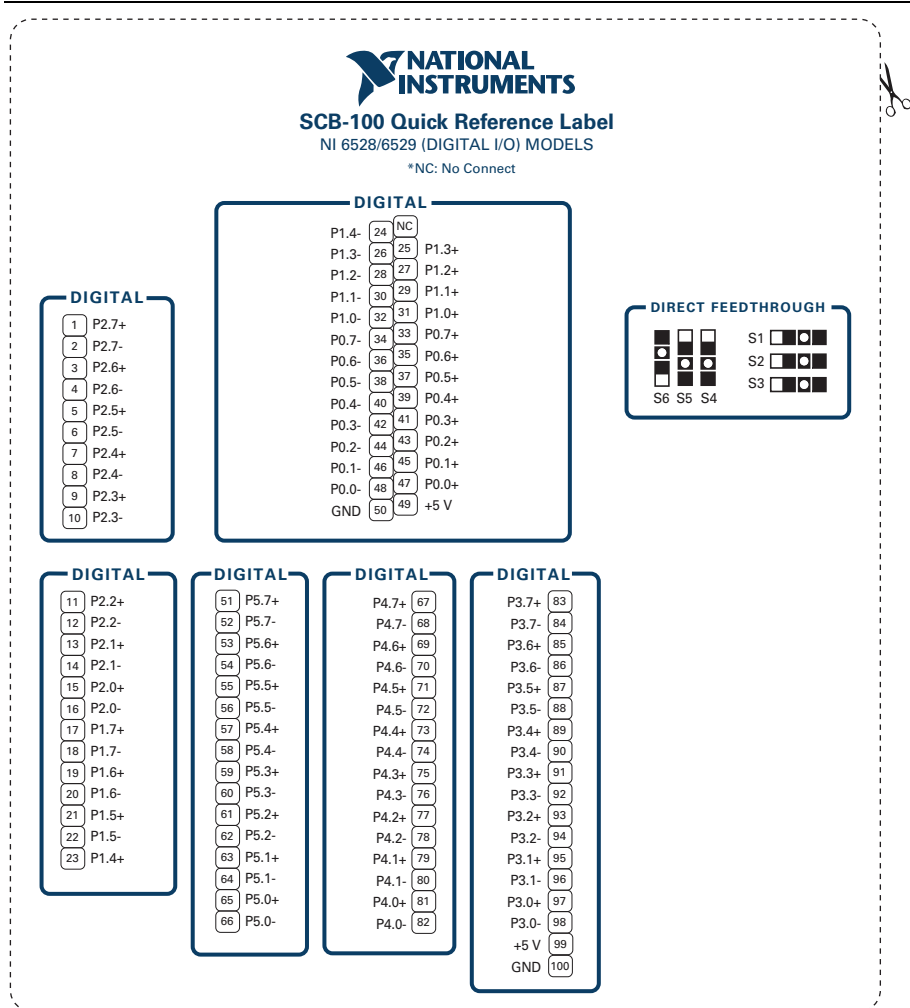 NATIONAL
INSTRUMENTS
SCB-100 Quick Reference Label
NI 6528/6529 (DIGITAL I/O) MODELS
*NC: No Connect
DIGITAL
P1.4- 24 NC
P1.3- 26 25 P1.3+
P1.2- 28 27 P1.2+
P1.1- 30 29 P1.1+
P1.0- 32 31 P1.0+
P0.7- 34 33 P0.7+
P0.6- 36 35 P0.6+
P0.5- 38 37 P0.5+
P0.4- 40 39 P0.4+
P0.3- 42 41 P0.3+
P0.2- 44 43 P0.2+
P0.1- 46 45 P0.1+
P0.0- 48 47 P0.0+
GND 50 49 +5 V
DIGITAL
1 P2.7+
2 P2.7-
3 P2.6+
4 P2.6-
5 P2.5+
6 P2.5-
7 P2.4+
8 P2.4-
9 P2.3+
10 P2.3-
DIRECT FEEDTHROUGH
S1
S2
S3
S6 S5 S4
DIGITAL
11 P2.2+
12 P2.2-
13 P2.1+
14 P2.1-
15 P2.0+
16 P2.0-
17 P1.7+
18 P1.7-
19 P1.6+
20 P1.6-
21 P1.5+
22 P1.5-
23 P1.4+
DIGITAL
51 P5.7+
52 P5.7-
53 P5.6+
54 P5.6-
55 P5.5+
56 P5.5-
57 P5.4+
58 P5.4-
59 P5.3+
60 P5.3-
61 P5.2+
62 P5.2-
63 P5.1+
64 P5.1-
65 P5.0+
66 P5.0-
DIGITAL
P4.7+ 67
P4.7- 68
P4.6+ 69
P4.6- 70
P4.5+ 71
P4.5- 72
P4.4+ 73
P4.4- 74
P4.3+ 75
P4.3- 76
P4.2+ 77
P4.2- 78
P4.1+ 79
P4.1- 80
P4.0+ 81
P4.0- 82
DIGITAL
P3.7+ 83
P3.7- 84
P3.6+ 85
P3.6- 86
P3.5+ 87
P3.5- 88
P3.4+ 89
P3.4- 90
P3.3+ 91
P3.3- 92
P3.2+ 93
P3.2- 94
P3.1+ 95
P3.1- 96
P3.0+ 97
P3.0- 98
+5 V 99
GND 100